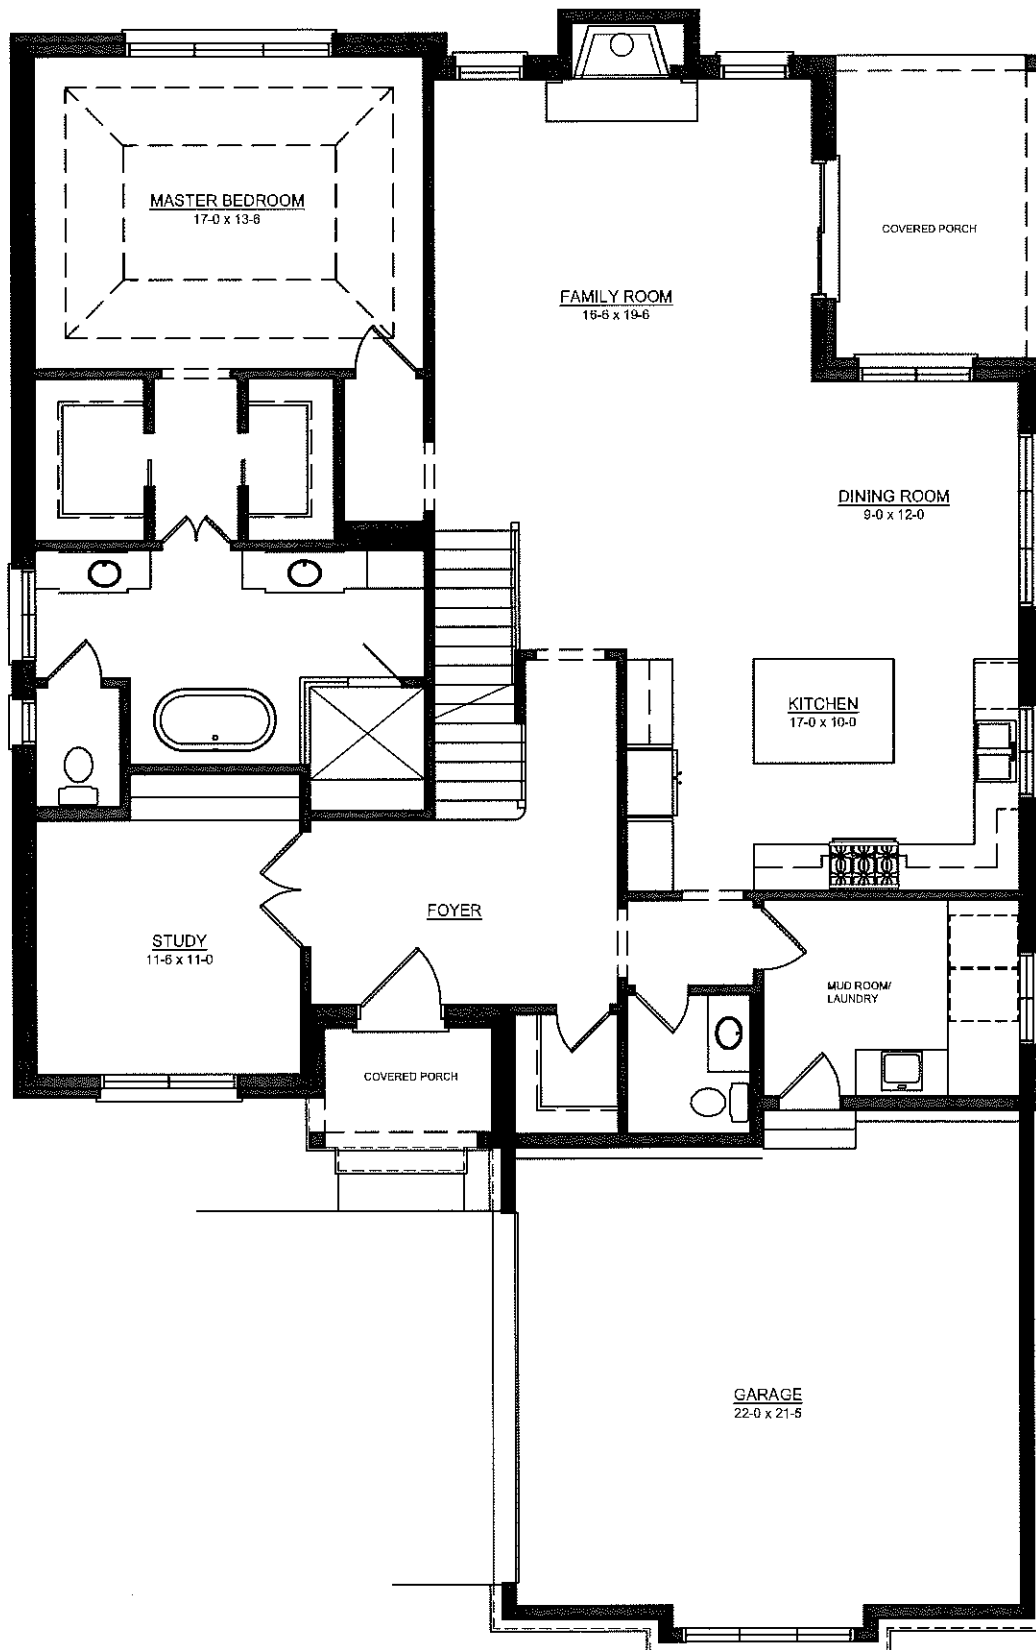 MASTER BEDROOM
17-0 x 13-6
COVERED PORCH
FAMILY ROOM
16-6 x 19-6
DINING ROOM
9-0 x 12-0
KITCHEN
17-0 x 10-0
FOYER
STUDY
11-6 x 11-0
MUD ROOM/
LAUNDRY
COVERED PORCH
GARAGE
22-0 x 21-5